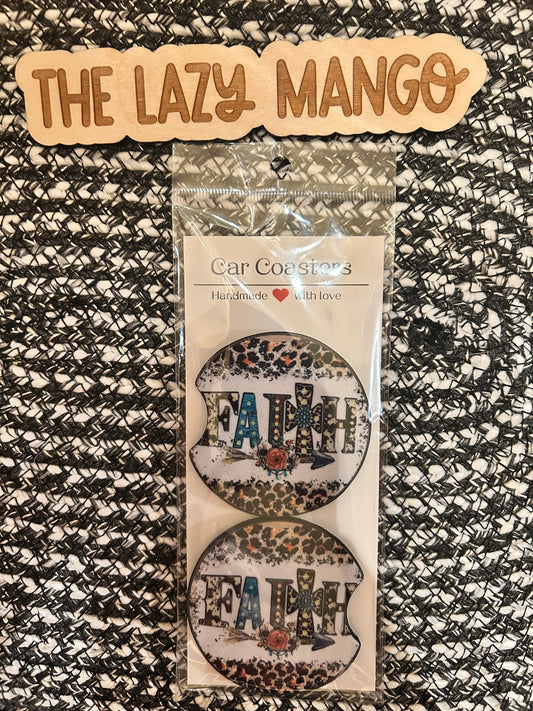 THE LAZY MANGO
Car Coasters
Handmade ❤ with love
FAITH
FAITH